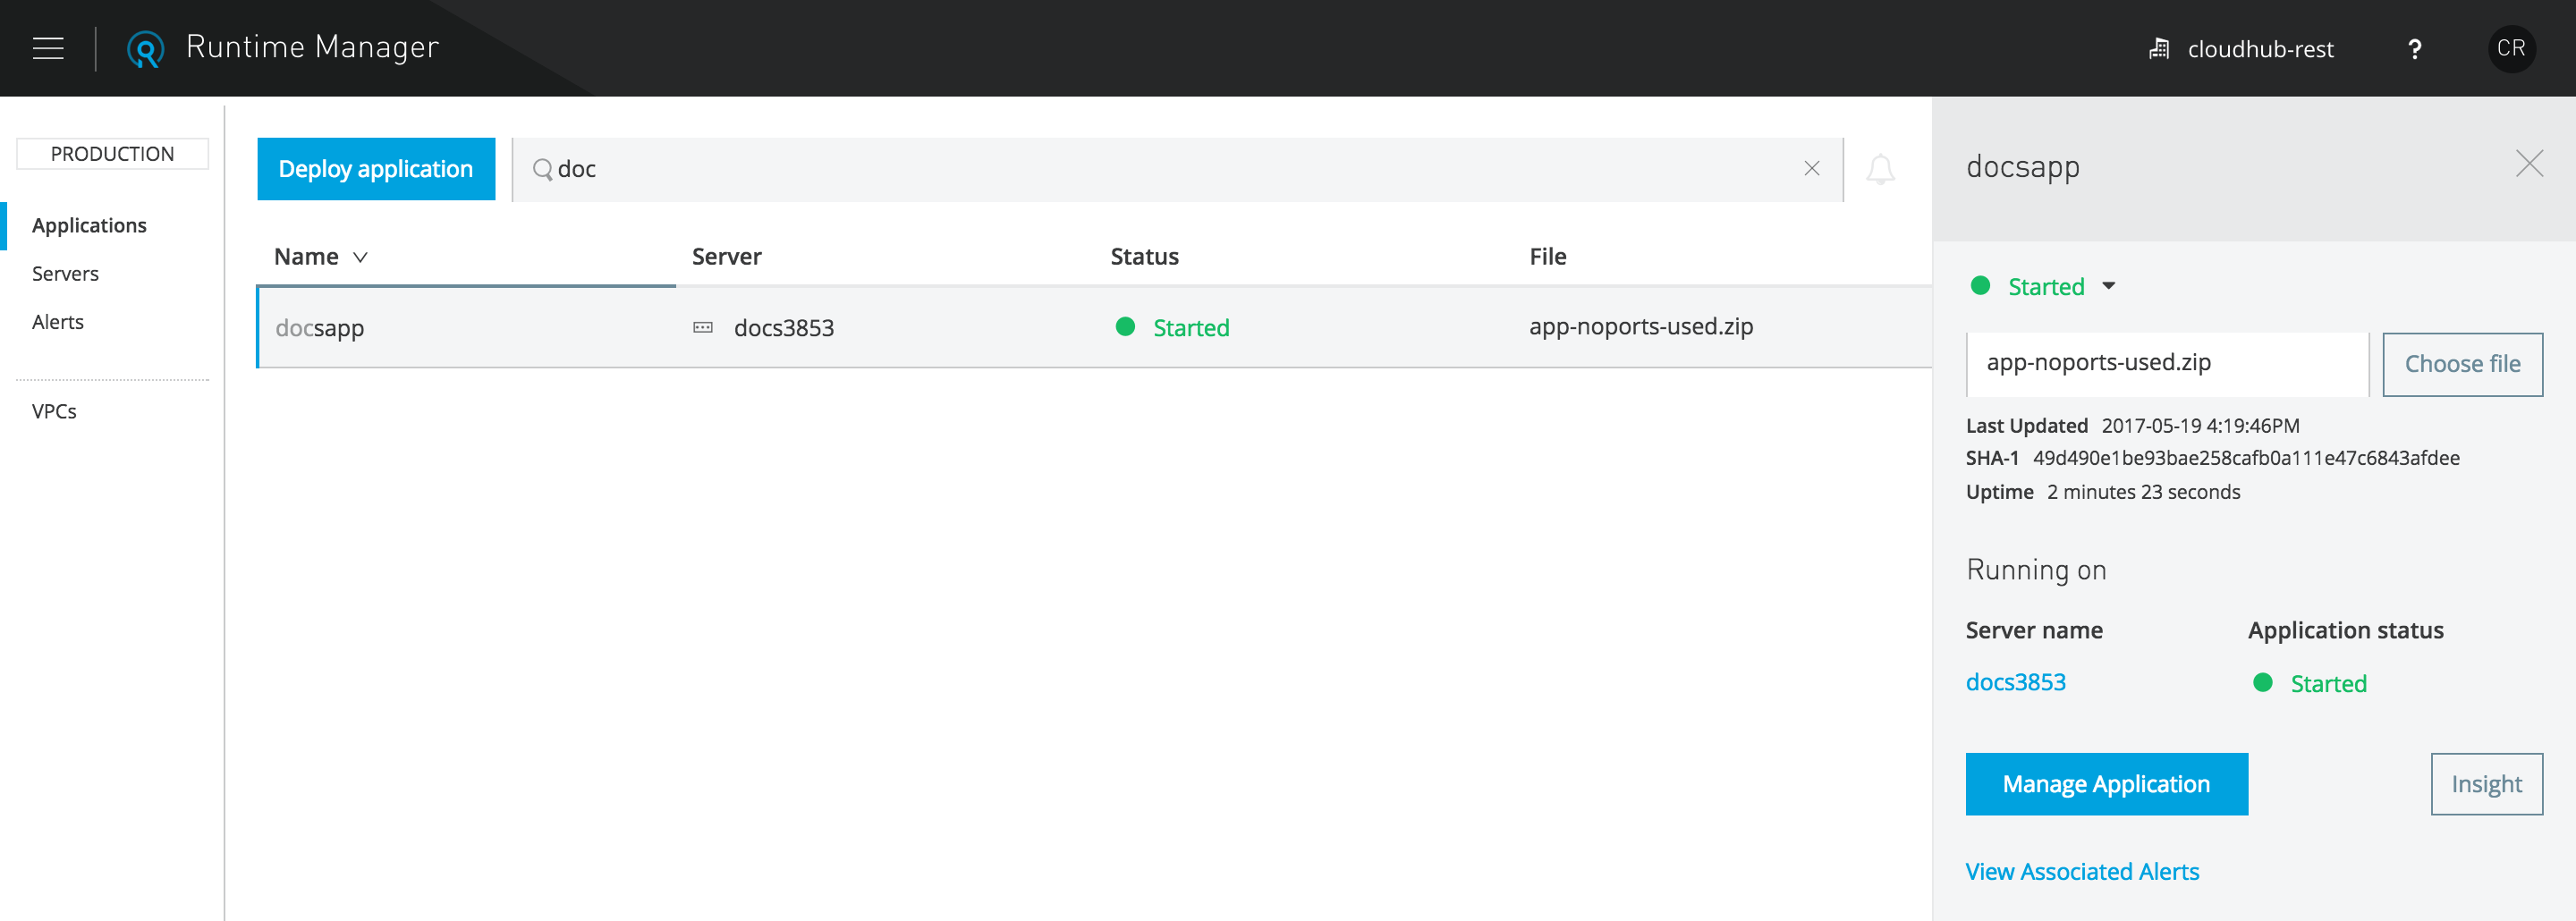 Runtime Manager
cloudhub-rest
?
CR
PRODUCTION
Applications
Servers
Alerts
VPCs
Deploy application
doc
Name
Server
Status
File
docsapp
docs3853
Started
app-noports-used.zip
docsapp
Started
app-noports-used.zip
Choose file
Last Updated 2017-05-19 4:19:46PM
SHA-1 49d490e1be93bae258cafb0a111e47c6843afdee
Uptime 2 minutes 23 seconds
Running on
Server name
Application status
docs3853
Started
Manage Application
Insight
View Associated Alerts